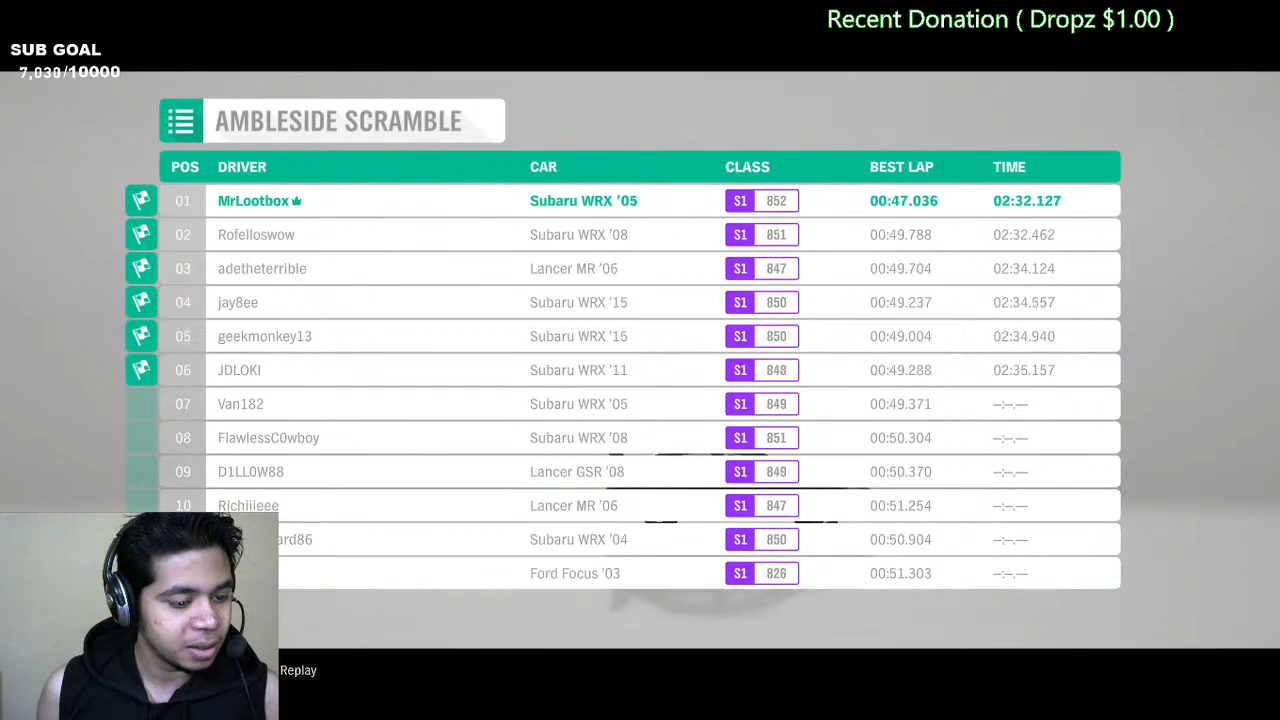 Recent Donation ( Dropz $1.00 )
SUB GOAL
7,030/10000
AMBLESIDE SCRAMBLE
POS DRIVER CAR CLASS BEST LAP TIME
01 MrLootbox Subaru WRX '05 S1 852 00:47.036 02:32.127
02 Rofelloswow Subaru WRX '08 S1 851 00:49.788 02:32.462
03 adetheterrible Lancer MR '06 S1 847 00:49.704 02:34.124
04 jay8ee Subaru WRX '15 S1 850 00:49.237 02:34.557
05 geekmonkey13 Subaru WRX '15 S1 850 00:49.004 02:34.940
06 JDLOKI Subaru WRX '11 S1 848 00:49.288 02:35.157
07 Van182 Subaru WRX '05 S1 849 00:49.371 --:--.---
08 FlawlessC0wboy Subaru WRX '08 S1 851 00:50.304 --:--.---
09 D1LL0W88 Lancer GSR '08 S1 849 00:50.370 --:--.---
10 Richiiieee Lancer MR '06 S1 847 00:51.254 --:--.---
ard86 Subaru WRX '04 S1 850 00:50.904 --:--.---
Ford Focus '03 S1 826 00:51.303 --:--.---
Replay